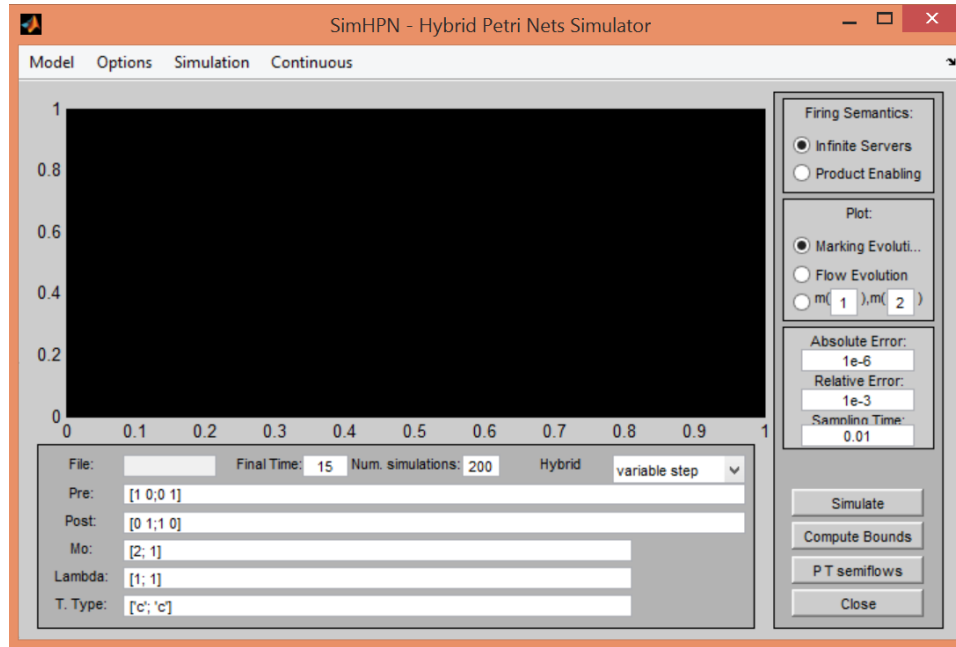 SimHPN - Hybrid Petri Nets Simulator
Model Options Simulation Continuous
1
0.8
0.6
0.4
0.2
0
0 0.1 0.2 0.3 0.4 0.5 0.6 0.7 0.8 0.9 1
Firing Semantics:
Infinite Servers
Product Enabling
Plot:
Marking Evoluti...
Flow Evolution
m( 1 ),m( 2 )
Absolute Error:
1e-6
Relative Error:
1e-3
Sampling Time:
0.01
File: Final Time: 15 Num. simulations: 200 Hybrid variable step
Pre: [1 0;0 1]
Post: [0 1;1 0]
Mo: [2; 1]
Lambda: [1; 1]
T. Type: ['c'; 'c']
Simulate
Compute Bounds
P T semiflows
Close